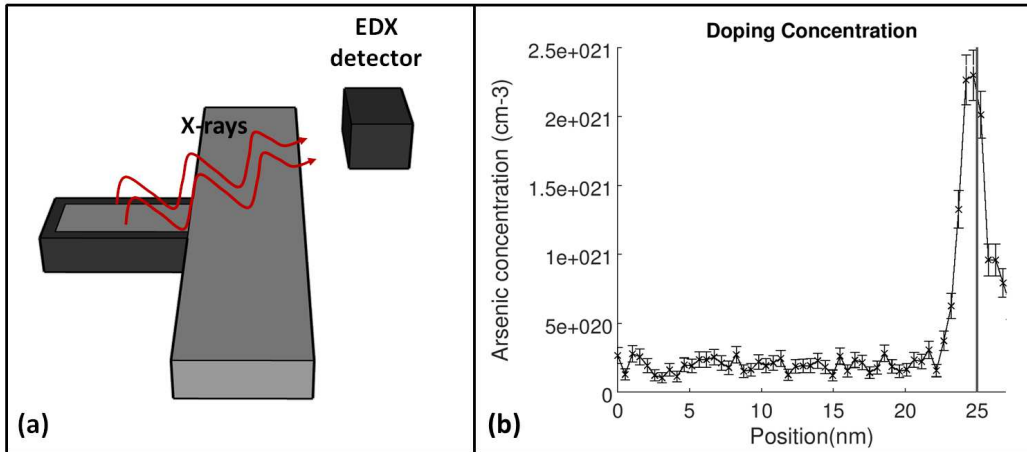 EDX
detector
X-rays
(a)
Doping Concentration
Arsenic concentration (cm-3)
2.5e+021
2e+021
1.5e+021
1e+021
5e+020
0
0 5 10 15 20 25
Position(nm)
(b)